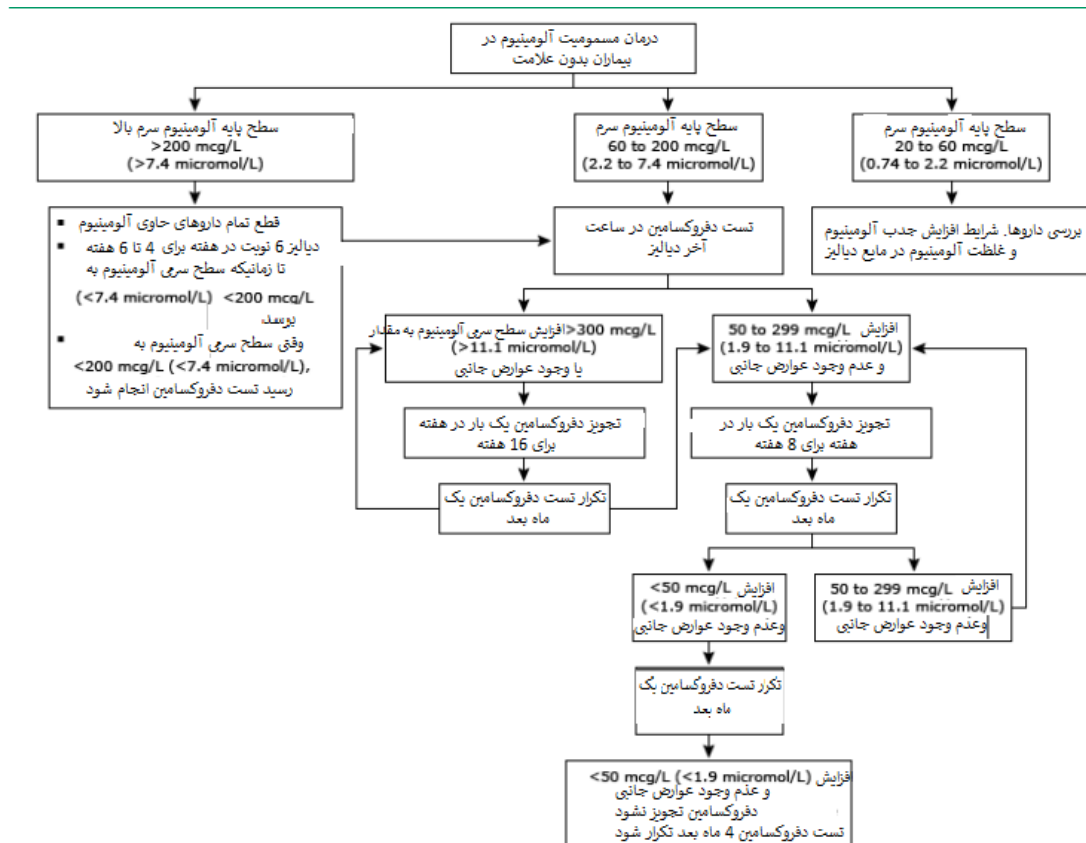 درمان مسمومیت آلومینیوم در
بیماران بدون علامت
سطح پایه آلومینیوم سرم بالا
>200 mcg/L
(>7.4 micromol/L)
سطح پایه آلومینیوم سرم
60 to 200 mcg/L
(2.2 to 7.4 micromol/L)
سطح پایه آلومینیوم سرم
20 to 60 mcg/L
(0.74 to 2.2 micromol/L)
▪ قطع تمام داروهای حاوی آلومینیوم
▪ دیالیز 6 نوبت در هفته برای 4 تا 6 هفته
تا زمانیکه سطح سرمی آلومینیوم به
(<7.4 micromol/L) <200 mcg/L
برسد.
▪ وقتی سطح سرمی آلومینیوم به
<200 mcg/L (<7.4 micromol/L),
رسید تست دفروکسامین انجام شود
تست دفروکسامین در ساعت
آخر دیالیز
بررسی داروها. شرایط افزایش جذب آلومینیوم
و غلظت آلومینیوم در مایع دیالیز
افزایش سطح سرمی آلومینیوم به مقدار >300 mcg/L
(>11.1 micromol/L)
یا وجود عوارض جانبی
افزایش 50 to 299 mcg/L
(1.9 to 11.1 micromol/L)
و عدم وجود عوارض جانبی
تجویز دفروکسامین یک بار در هفته
برای 16 هفته
تجویز دفروکسامین یک بار در
هفته برای 8 هفته
تکرار تست دفروکسامین یک
ماه بعد
تکرار تست دفروکسامین یک
ماه بعد
افزایش <50 mcg/L
(<1.9 micromol/L)
وعذم وجود عوارض جانبی
افزایش 50 to 299 mcg/L
(1.9 to 11.1 micromol/L)
وعذم وجود عوارض جانبی
تکرار تست دفروکسامین یک
ماه بعد
افزایش <50 mcg/L (<1.9 micromol/L)
و عذم وجود عوارض جانبی
دفروکسامین تجویز نشود
تست دفروکسامین 4 ماه بعد تکرار شود